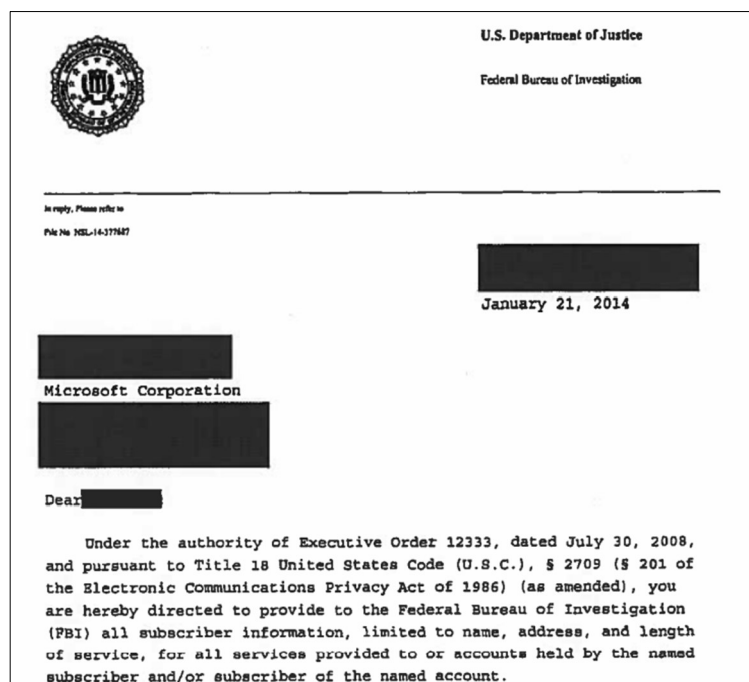 U.S. Department of Justice
Federal Bureau of Investigation
In reply, Please refer to
File No NSL-14-377687
January 21, 2014
Microsoft Corporation
Dear
Under the authority of Executive Order 12333, dated July 30, 2008,
and pursuant to Title 18 United States Code (U.S.C.), § 2709 (§ 201 of
the Electronic Communications Privacy Act of 1986) (as amended), you
are hereby directed to provide to the Federal Bureau of Investigation
(FBI) all subscriber information, limited to name, address, and length
of service, for all services provided to or accounts held by the named
subscriber and/or subscriber of the named account.